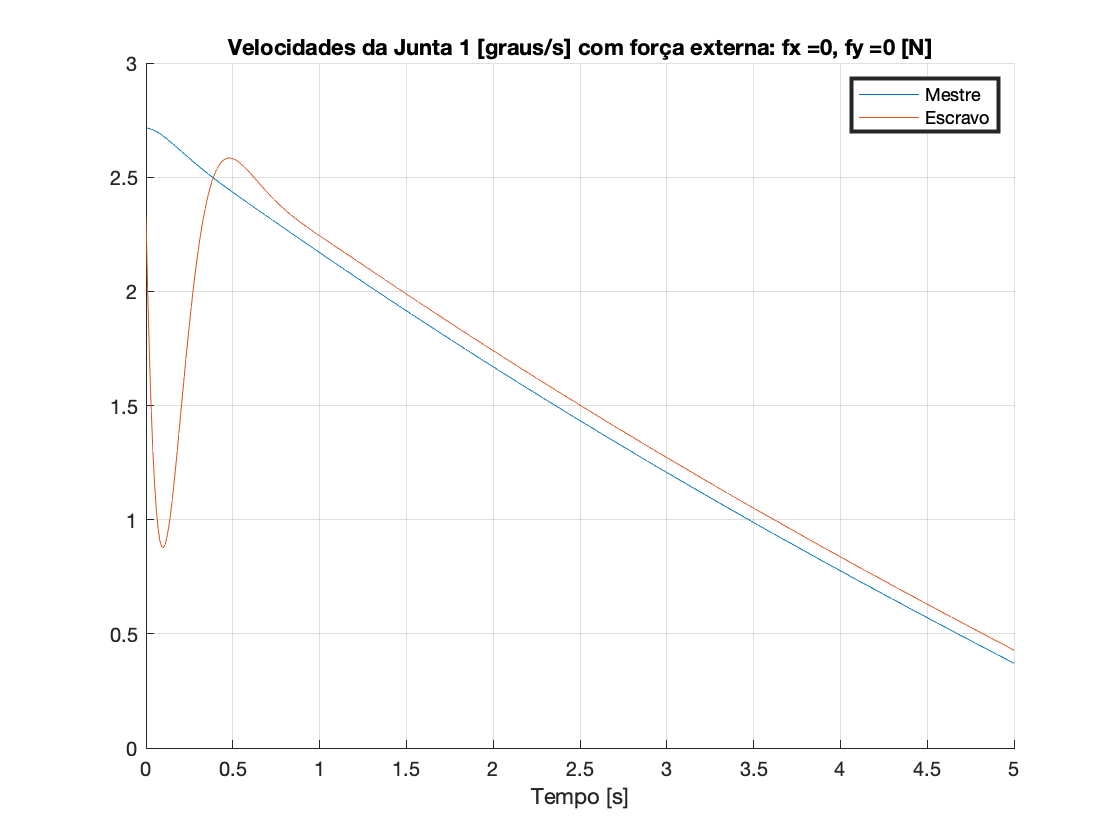 Velocidades da Junta 1 [graus/s] com força externa: fx =0, fy =0 [N]
Mestre
Escravo
3
2.5
2
1.5
1
0.5
0
0 0.5 1 1.5 2 2.5 3 3.5 4 4.5 5
Tempo [s]